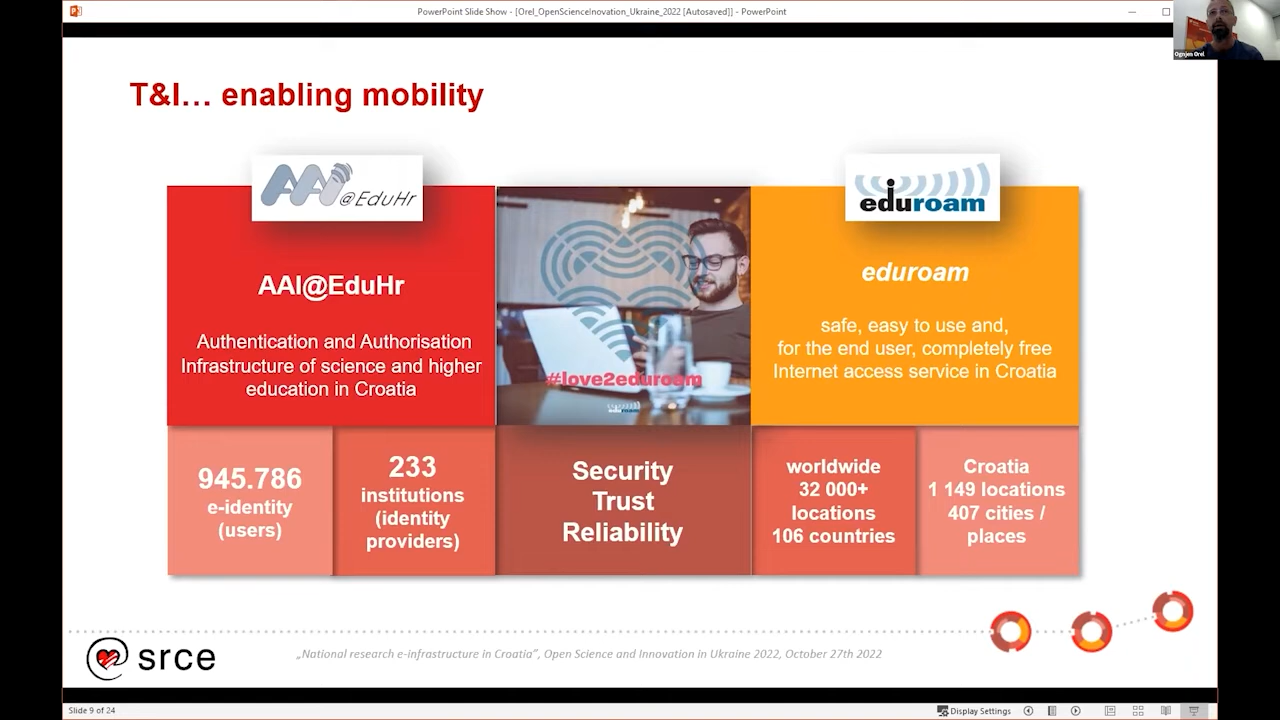 PowerPoint Slide Show - [Orel_OpenScienceInovation_Ukraine_2022 [Autosaved]] - PowerPoint
Ognjen Orel
T&I... enabling mobility
AAI@EduHr
eduroam
AAI@EduHr
Authentication and Authorisation
Infrastructure of science and higher
education in Croatia
#love2eduroam
eduroam
eduroam
safe, easy to use and,
for the end user, completely free
Internet access service in Croatia
945.786
e-identity
(users)
233
institutions
(identity
providers)
Security
Trust
Reliability
worldwide
32 000+
locations
106 countries
Croatia
1 149 locations
407 cities /
places
srce
„National research e-infrastructure in Croatia", Open Science and Innovation in Ukraine 2022, October 27th 2022
Slide 9 of 24
Display Settings